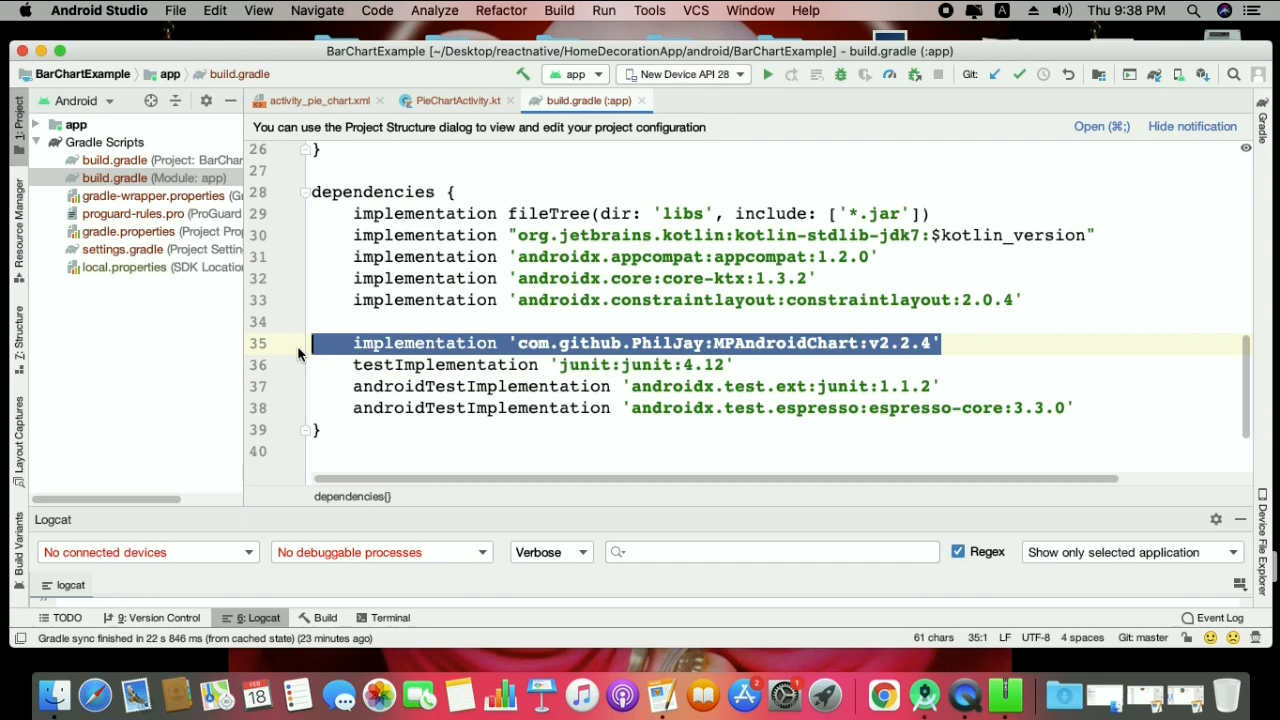 Android Studio File Edit View Navigate Code Analyze Refactor Build Run Tools VCS Window Help A Thu 9:38 PM
BarChartExample [~/Desktop/reactnative/HomeDecorationApp/android/BarChartExample] - build.gradle (:app)
BarChartExample app build.gradle app New Device API 28 Git:
Android activity_pie_chart.xml PieChartActivity.kt build.gradle (:app)
You can use the Project Structure dialog to view and edit your project configuration Open (⌘;) Hide notification
1: Project
Resource Manager
Z: Structure
Layout Captures
Build Variants
app
Gradle Scripts
build.gradle (Project: BarChar
build.gradle (Module: app)
gradle-wrapper.properties (G
proguard-rules.pro (ProGuard
gradle.properties (Project Pro
settings.gradle (Project Settin
local.properties (SDK Locatio
26 }
27
28 dependencies {
29 implementation fileTree(dir: 'libs', include: ['*.jar'])
30 implementation "org.jetbrains.kotlin:kotlin-stdlib-jdk7:$kotlin_version"
31 implementation 'androidx.appcompat:appcompat:1.2.0'
32 implementation 'androidx.core:core-ktx:1.3.2'
33 implementation 'androidx.constraintlayout:constraintlayout:2.0.4'
34
35 implementation 'com.github.PhilJay:MPAndroidChart:v2.2.4'
36 testImplementation 'junit:junit:4.12'
37 androidTestImplementation 'androidx.test.ext:junit:1.1.2'
38 androidTestImplementation 'androidx.test.espresso:espresso-core:3.3.0'
39 }
40
dependencies{}
Gradle
Device File Explorer
Logcat
No connected devices No debuggable processes Verbose Regex Show only selected application
logcat
TODO 9: Version Control 6: Logcat Build Terminal Event Log
Gradle sync finished in 22 s 846 ms (from cached state) (23 minutes ago) 61 chars 35:1 LF UTF-8 4 spaces Git: master
FEB
18
2
1